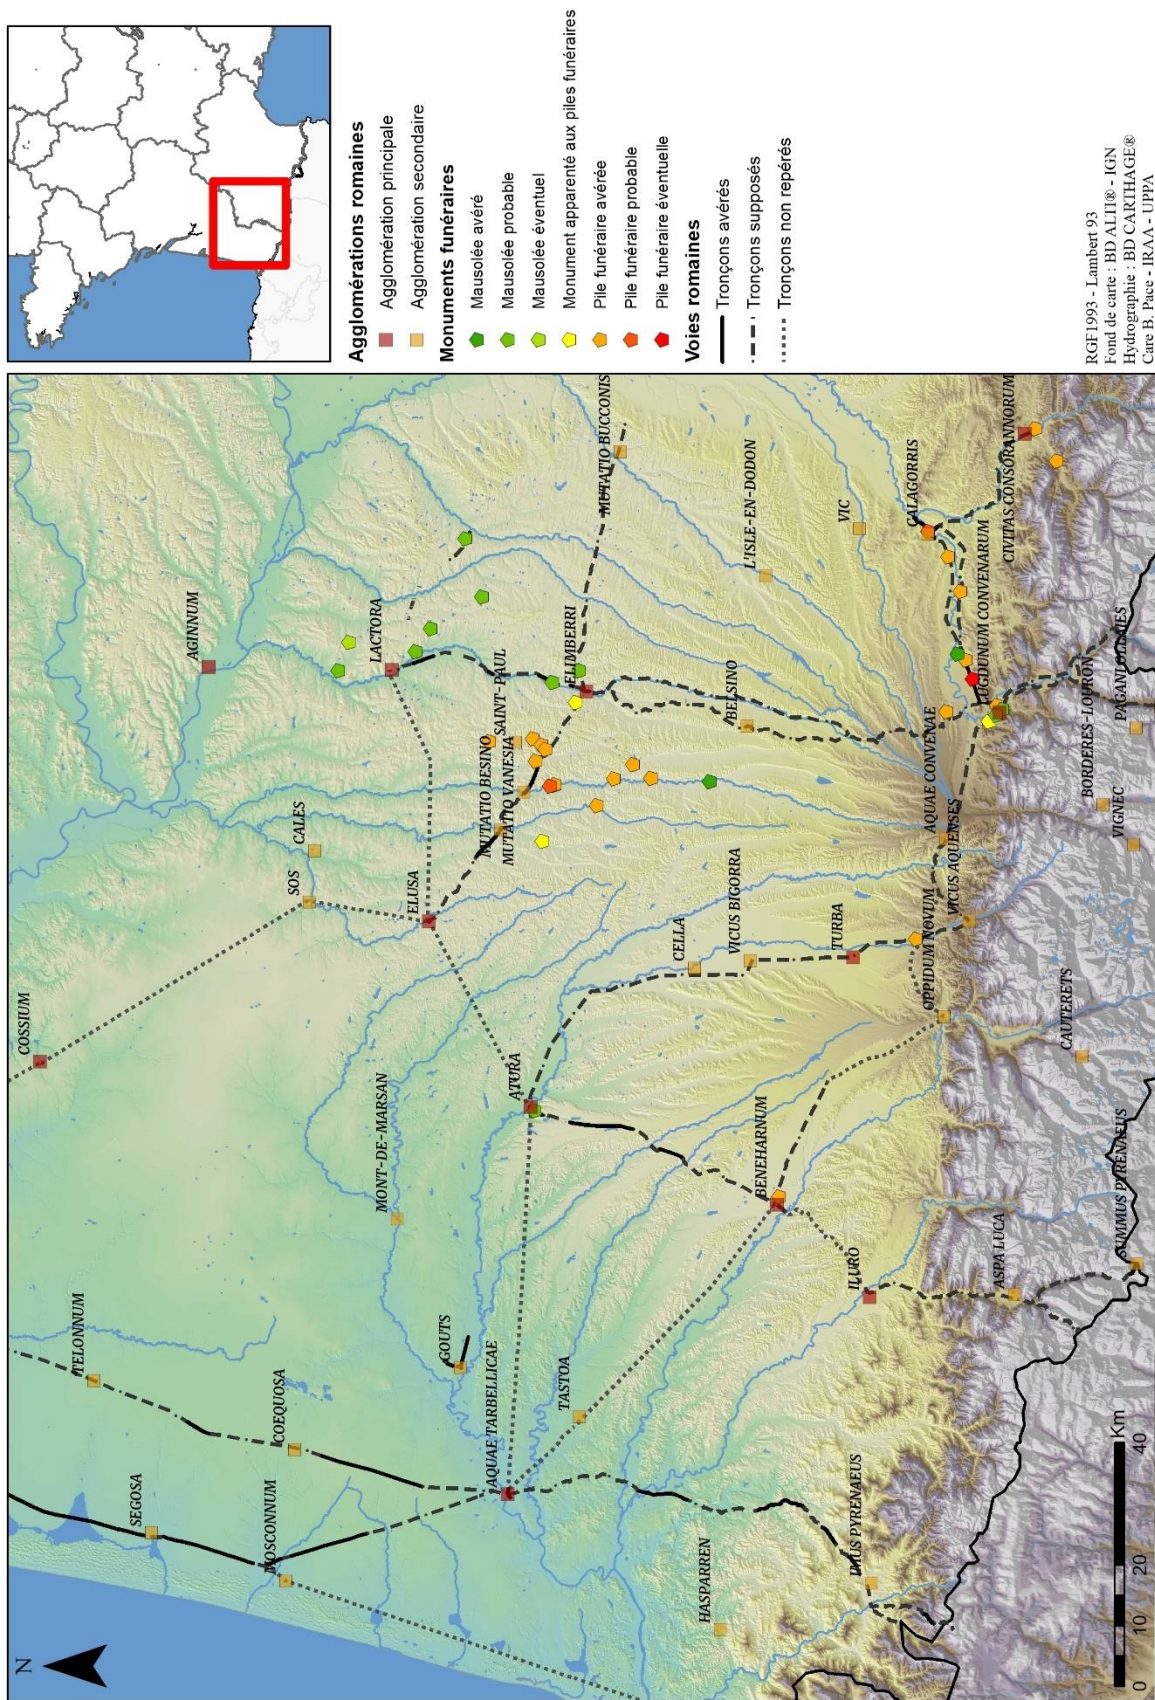 N
COSSIUM
TELONNUM
SEGOSA
AGINNUM
SOS
CALES
COEQUOSA
MOSCONNUM
LACTORA
MONT-DE-MARSAN
ELUSA
GOUTS
MUTATIO BESINO
SAINT-PAUL
MUTATIO VANESIA
ATURA
AQUAE TARBELLICAE
ELIMBERRI
MUTATIO BUCCONIS
TASTOA
CELLA
BELSINO
L'ISLE-EN-DODON
HASPARREN
VICUS BIGORRA
BENEHARNUM
TURBA
VIC
ILURO
IMUS PYRENAEUS
CALAGORRIS
OPPIDUM NOVUM
AQUAE CONVENAE
VICUS AQUENSES
LUGDUNUM CONVENARUM
CIVITAS CONSORANNORUM
ASPA LUCA
CAUTERETS
BORDERES-LOURON
VIGNEC
SUMMUS PYRENAEUS
0 10 20 40
Km
Agglomérations romaines
Agglomération principale
Agglomération secondaire
Monuments funéraires
Mausolée avéré
Mausolée probable
Mausolée éventuel
Monument apparenté aux piles funéraires
Pile funéraire avérée
Pile funéraire probable
Pile funéraire éventuelle
Voies romaines
Tronçons avérés
Tronçons supposés
Tronçons non repérés
RGF1993 - Lambert 93
Fond de carte : BD ALTI® - IGN
Hydrographie : BD CARTHAGE®
Care B. Pace - IRAA - UPPA